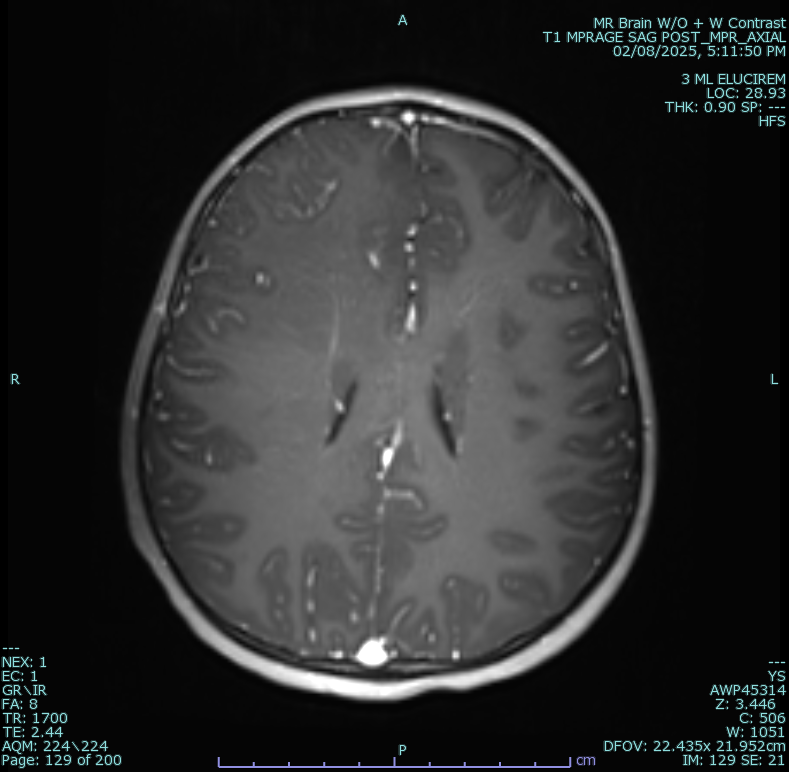 A
MR Brain W/O + W Contrast
T1 MPRAGE SAG POST_MPR_AXIAL
02/08/2025, 5:11:50 PM
3 ML ELUCIREM
LOC: 28.93
THK: 0.90 SP: ---
HFS
R
L
---
NEX: 1
EC: 1
GR\IR
FA: 8
TR: 1700
TE: 2.44
AQM: 224\224
Page: 129 of 200
P
cm
---
YS
AWP45314
Z: 3.446
C: 506
W: 1051
DFOV: 22.435x 21.952cm
IM: 129 SE: 21